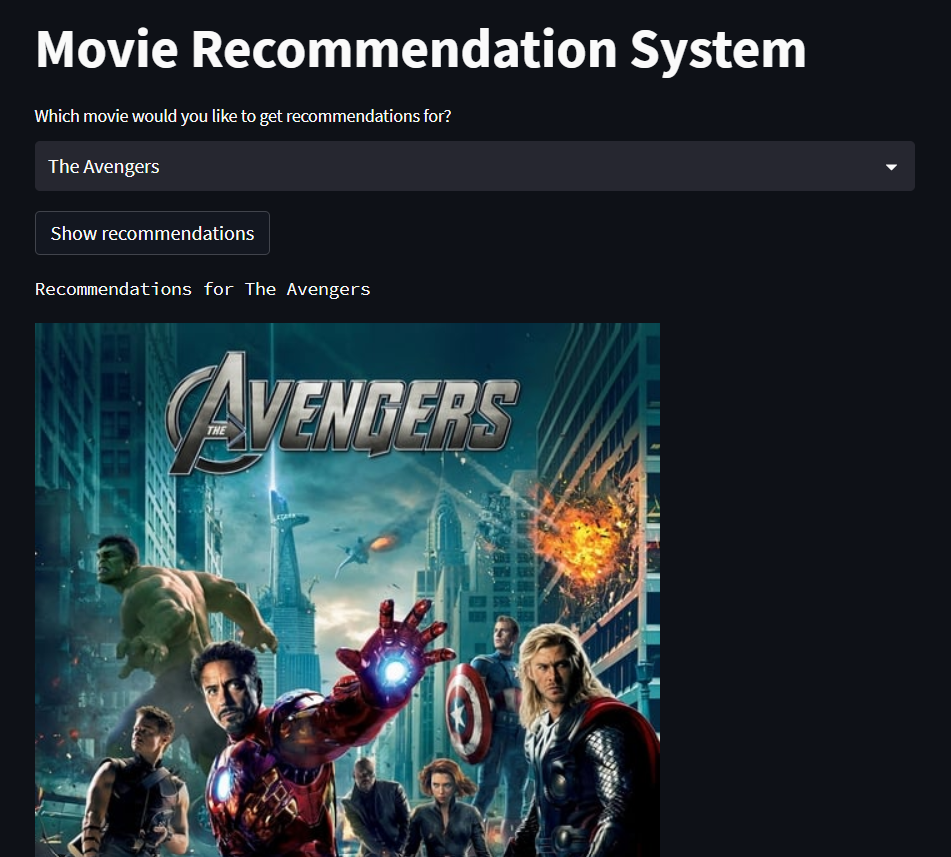 Movie Recommendation System
Which movie would you like to get recommendations for?
The Avengers
Show recommendations
Recommendations for The Avengers
THE AVENGERS